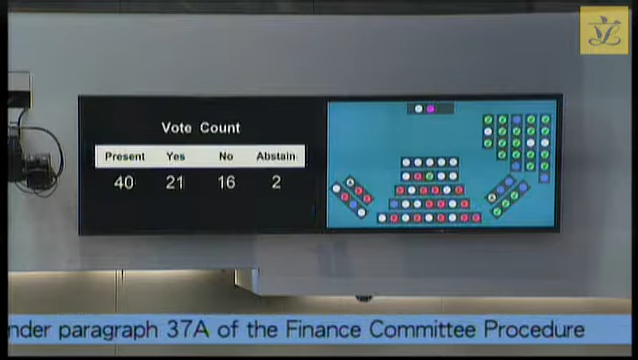 Vote Count
Present Yes No Abstain
40 21 16 2
nder paragraph 37A of the Finance Committee Procedure